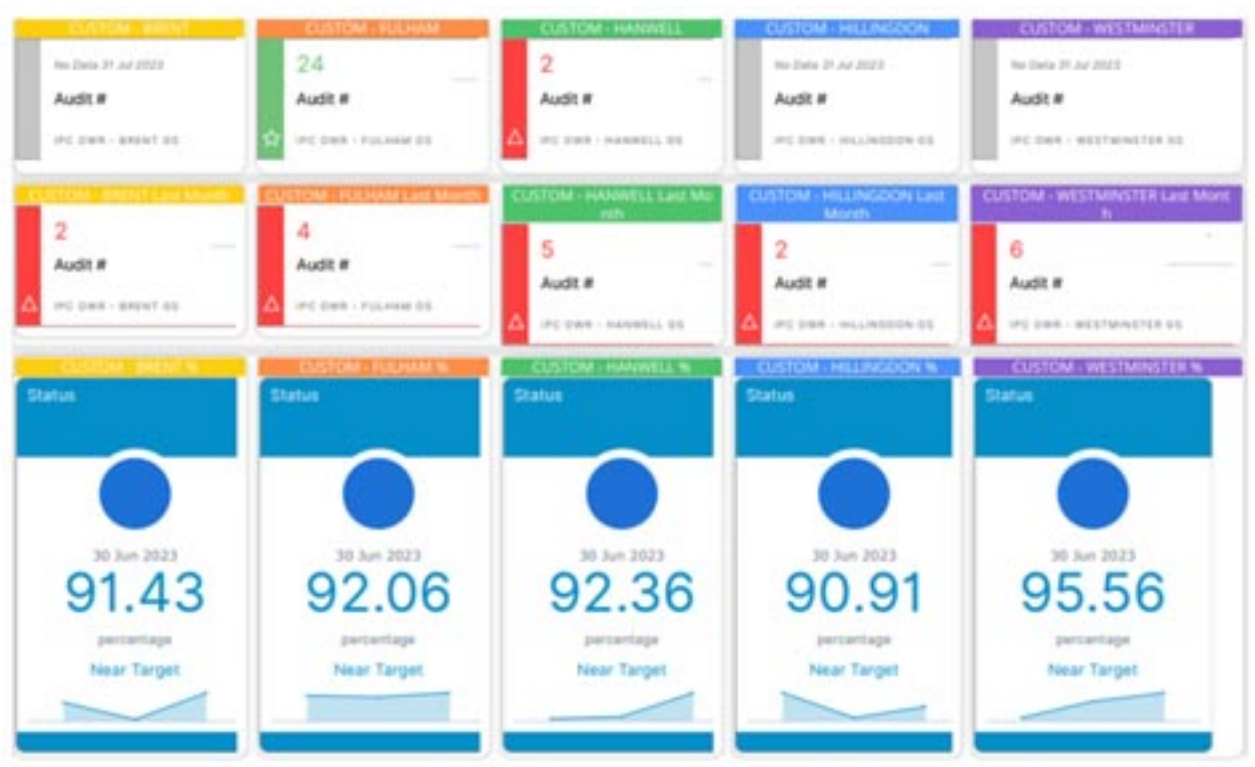 CUSTOM - BRENT
No Data 31 Jul 2023
Audit #
IPC DWR - BRENT GS
CUSTOM - FULHAM
24
Audit #
IPC DWR - FULHAM GS
CUSTOM - HANWELL
2
Audit #
IPC DWR - HANWELL GS
CUSTOM - HILLINGDON
No Data 31 Jul 2023
Audit #
IPC DWR - HILLINGDON GS
CUSTOM - WESTMINSTER
No Data 31 Jul 2023
Audit #
IPC DWR - WESTMINSTER GS
CUSTOM - BRENT Last Month
2
Audit #
IPC DWR - BRENT GS
CUSTOM - FULHAM Last Month
4
Audit #
IPC DWR - FULHAM GS
CUSTOM - HANWELL Last Mo
nth
5
Audit #
IPC DWR - HANWELL GS
CUSTOM - HILLINGDON Last
Month
2
Audit #
IPC DWR - HILLINGDON GS
CUSTOM - WESTMINSTER Last Mont
h
6
Audit #
IPC DWR - WESTMINSTER GS
CUSTOM - BRENT %
Status
30 Jun 2023
91.43
percentage
Near Target
CUSTOM - FULHAM %
Status
30 Jun 2023
92.06
percentage
Near Target
CUSTOM - HANWELL %
Status
30 Jun 2023
92.36
percentage
Near Target
CUSTOM - HILLINGDON %
Status
30 Jun 2023
90.91
percentage
Near Target
CUSTOM - WESTMINSTER %
Status
30 Jun 2023
95.56
percentage
Near Target